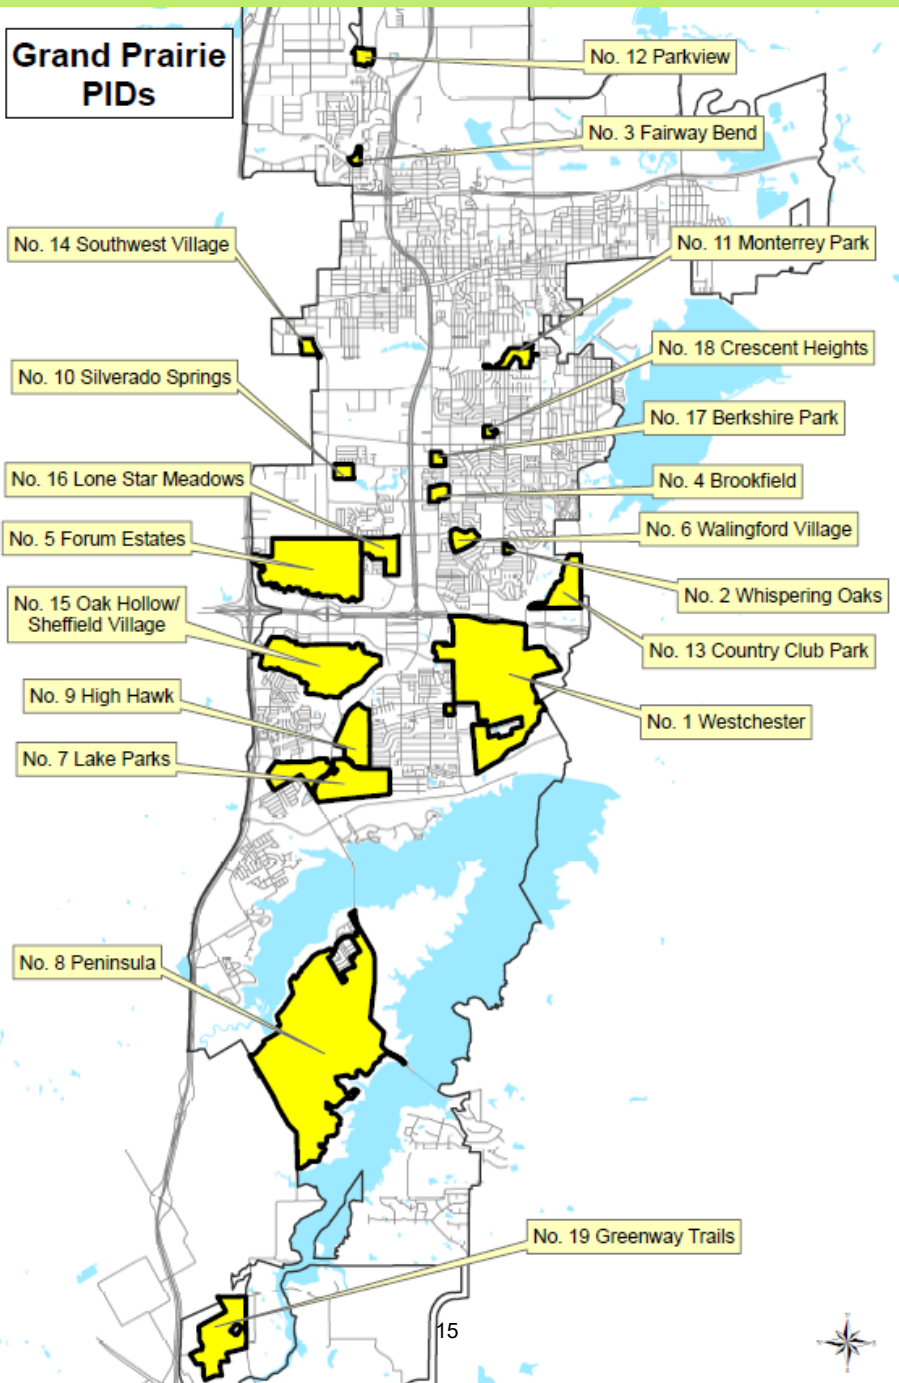 Grand Prairie
PIDs
No. 12 Parkview
No. 3 Fairway Bend
No. 14 Southwest Village
No. 11 Monterrey Park
No. 18 Crescent Heights
No. 10 Silverado Springs
No. 17 Berkshire Park
No. 16 Lone Star Meadows
No. 4 Brookfield
No. 5 Forum Estates
No. 6 Walingford Village
No. 2 Whispering Oaks
No. 15 Oak Hollow/
Sheffield Village
No. 13 Country Club Park
No. 9 High Hawk
No. 1 Westchester
No. 7 Lake Parks
No. 8 Peninsula
No. 19 Greenway Trails
15